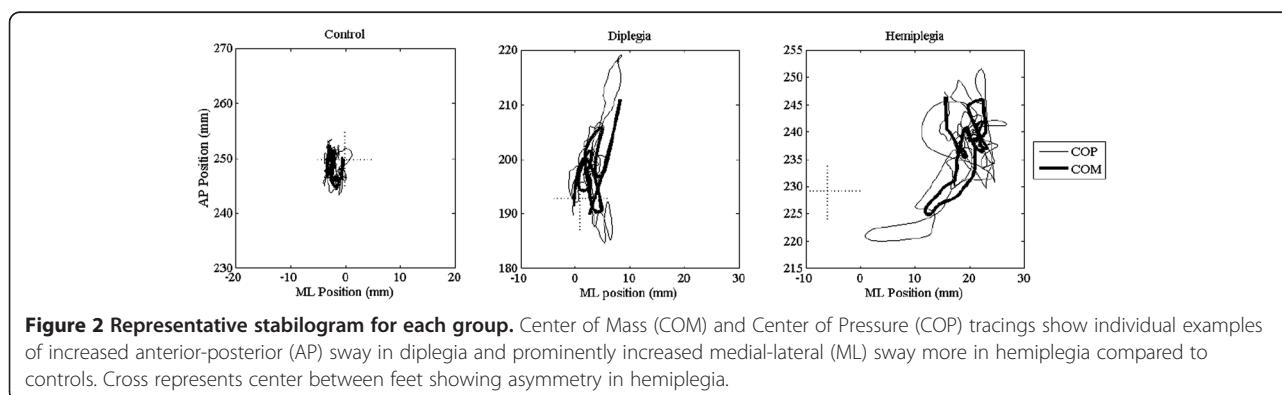 Control
Diplegia
Hemiplegia
270
260
250
240
230
AP Position (mm)
-20
-10
0
10
20
ML Position (mm)
220
210
200
190
180
-10
0
10
20
30
ML position (mm)
255
250
245
240
235
230
225
220
215
-10
0
10
20
30
ML Position (mm)
COP
COM
Figure 2 Representative stabilogram for each group. Center of Mass (COM) and Center of Pressure (COP) tracings show individual examples
of increased anterior-posterior (AP) sway in diplegia and prominently increased medial-lateral (ML) sway more in hemiplegia compared to
controls. Cross represents center between feet showing asymmetry in hemiplegia.